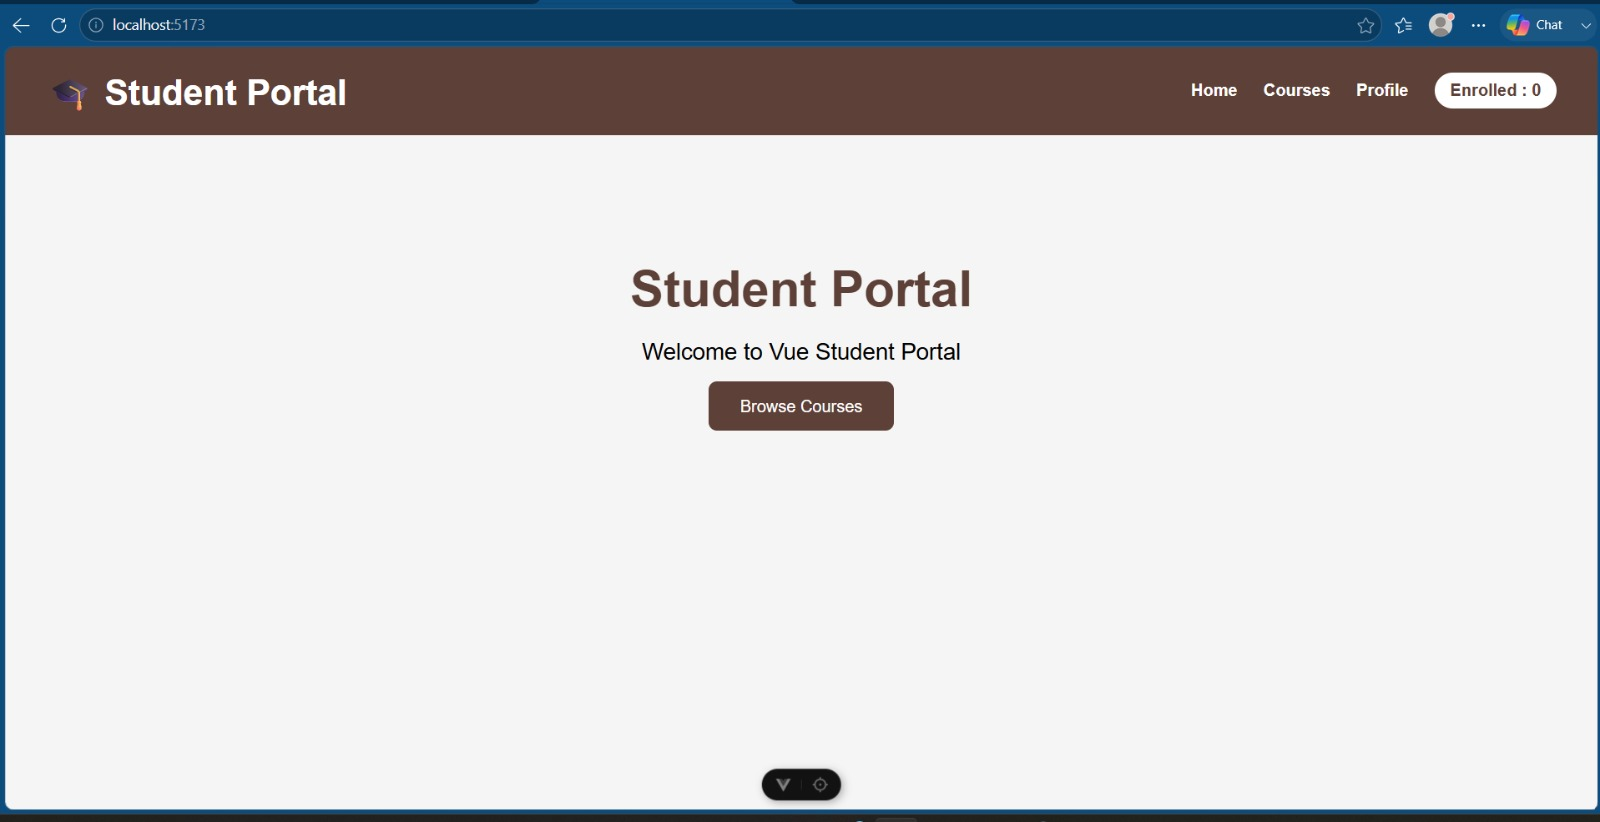 localhost:5173
Chat
Student Portal
Home Courses Profile Enrolled : 0
Student Portal
Welcome to Vue Student Portal
Browse Courses